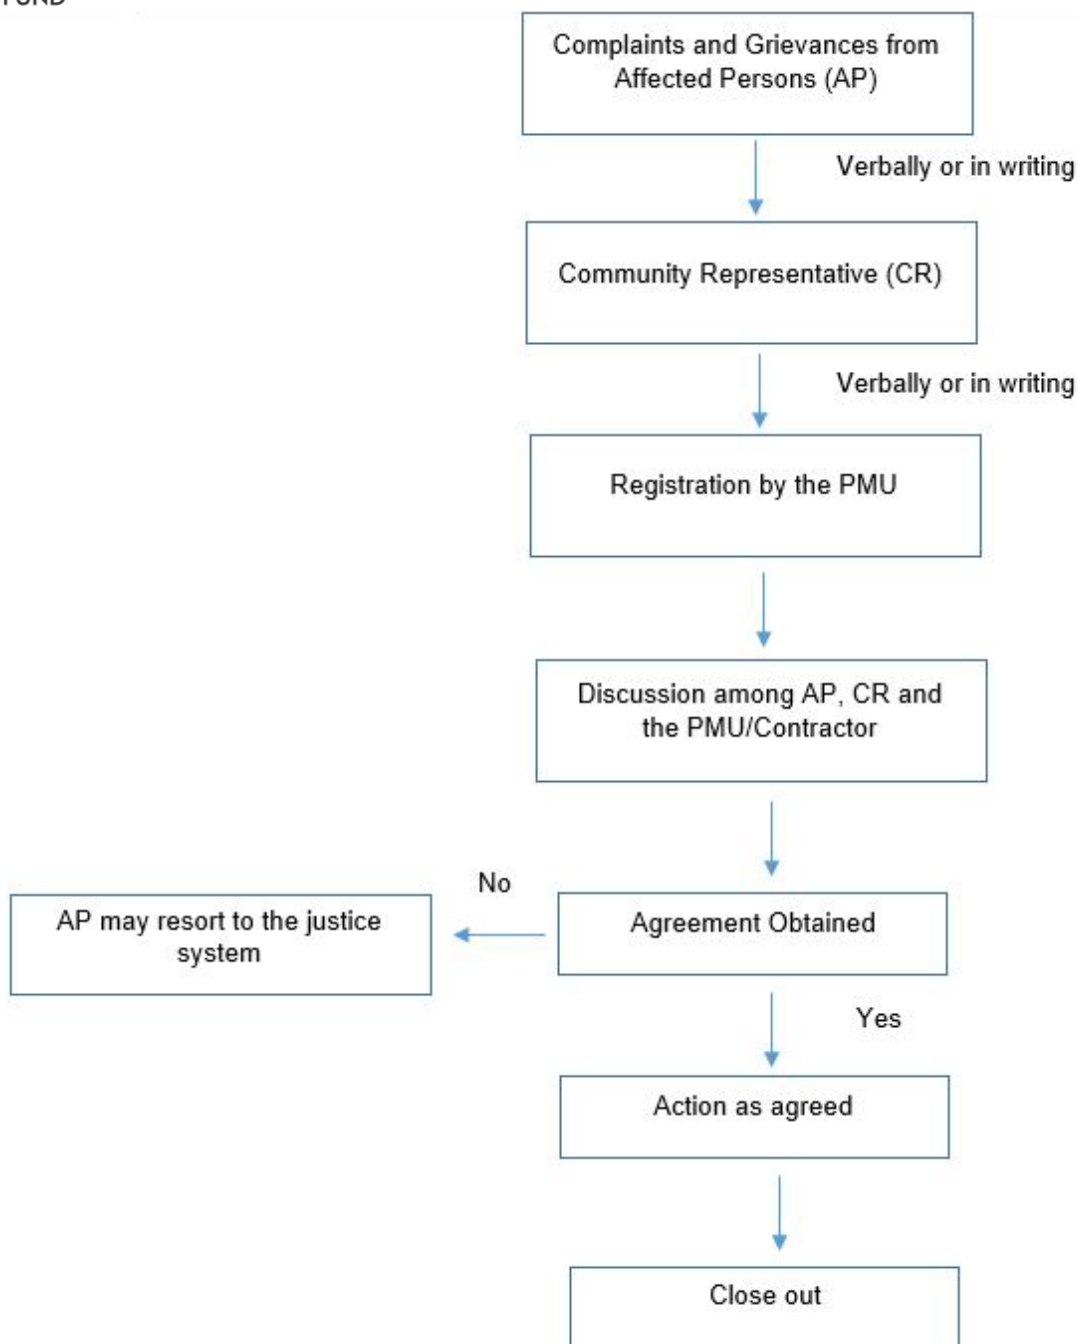 FUND
Complaints and Grievances from
Affected Persons (AP)
Verbally or in writing
Community Representative (CR)
Verbally or in writing
Registration by the PMU
Discussion among AP, CR and
the PMU/Contractor
No
AP may resort to the justice
system
Agreement Obtained
Yes
Action as agreed
Close out